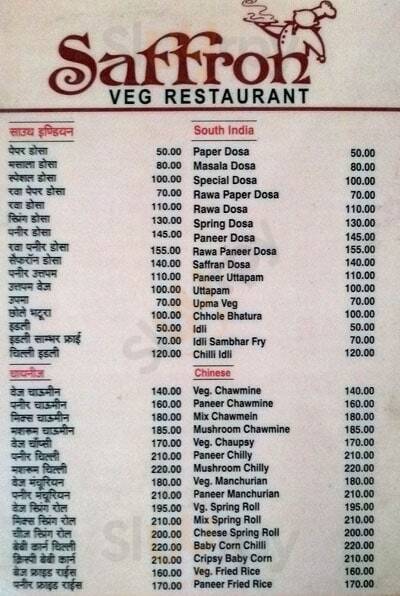 Saffron
VEG RESTAURANT
साउथ इण्डियन
पेपर डोसा 50.00
मसाला डोसा 80.00
स्पेशल डोसा 100.00
रवा पेपर डोसा 70.00
रवा डोसा 110.00
स्प्रिंग डोसा 130.00
पनीर डोसा 145.00
रवा पनीर डोसा 155.00
सैफरॉन डोसा 140.00
पनीर उत्तपम 110.00
उत्तपम वेज 100.00
उपमा 70.00
छोले भटूरा 100.00
इडली 50.00
इडली साम्भर फ्राई 70.00
चिल्ली इडली 120.00
South India
Paper Dosa 50.00
Masala Dosa 80.00
Special Dosa 100.00
Rawa Paper Dosa 70.00
Rawa Dosa 110.00
Spring Dosa 130.00
Paneer Dosa 145.00
Rawa Paneer Dosa 155.00
Saffran Dosa 140.00
Paneer Uttapam 110.00
Uttapam 100.00
Upma Veg 70.00
Chhole Bhatura 100.00
Idli 50.00
Idli Sambhar Fry 70.00
Chilli Idli 120.00
चायनीज
वेज चाऊमीन 140.00
पनीर चाऊमीन 160.00
मिक्स चाऊमीन 180.00
मशरूम चाऊमीन 185.00
वेज चॉप्सी 170.00
पनीर चिल्ली 210.00
मशरूम चिल्ली 220.00
वेज मंचूरियन 180.00
पनीर मंचूरियन 210.00
वेज स्प्रिंग रोल 195.00
मिक्स स्प्रिंग रोल 210.00
चीज स्प्रिंग रोल 200.00
बेबी कार्न चिल्ली 220.00
क्रिस्पी बेबी कार्न 210.00
वेज फ्राइड राईस 160.00
पनीर फ्राइड राईस 170.00
Chinese
Veg. Chawmine 140.00
Paneer Chawmine 160.00
Mix Chawmein 180.00
Mushroom Chawmine 185.00
Veg. Chaupsy 170.00
Paneer Chilly 210.00
Mushroom Chilly 220.00
Veg. Manchurian 180.00
Paneer Manchurian 210.00
Vg. Spring Roll 195.00
Mix Spring Roll 210.00
Cheese Spring Roll 200.00
Baby Corn Chilli 220.00
Cripsy Baby Corn 210.00
Veg. Fried Rice 160.00
Paneer Fried Rice 170.00